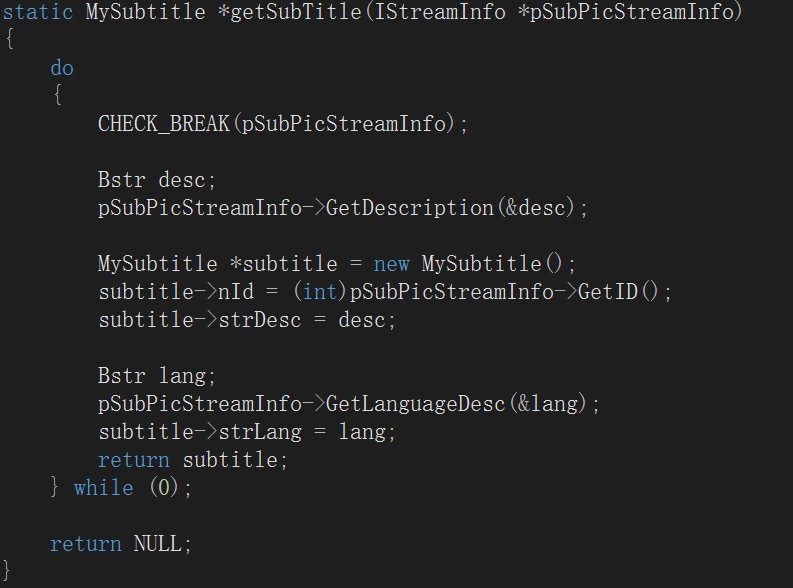 static MySubtitle *getSubTitle(IStreamInfo *pSubPicStreamInfo)
{
    do
    {
        CHECK_BREAK(pSubPicStreamInfo);

        Bstr desc;
        pSubPicStreamInfo->GetDescription(&desc);

        MySubtitle *subtitle = new MySubtitle();
        subtitle->nId = (int)pSubPicStreamInfo->GetID();
        subtitle->strDesc = desc;

        Bstr lang;
        pSubPicStreamInfo->GetLanguageDesc(&lang);
        subtitle->strLang = lang;
        return subtitle;
    } while (0);

    return NULL;
}